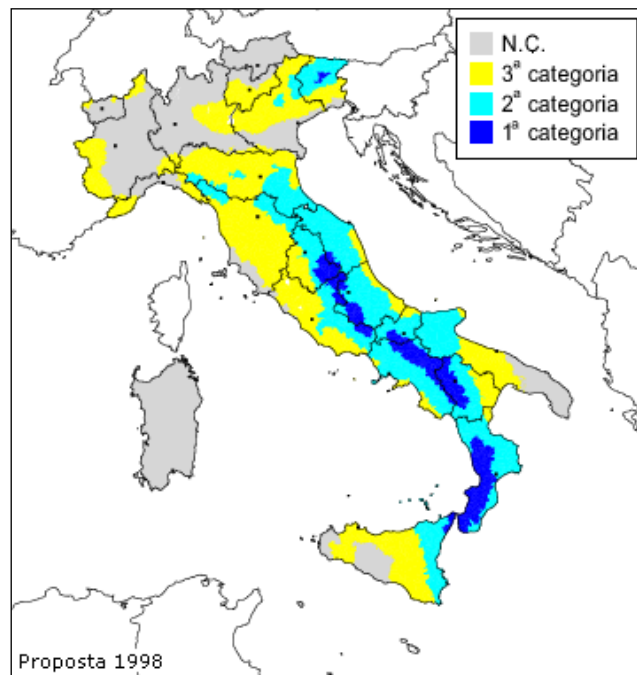 N.C.
3ª categoria
2ª categoria
1ª categoria
Proposta 1998